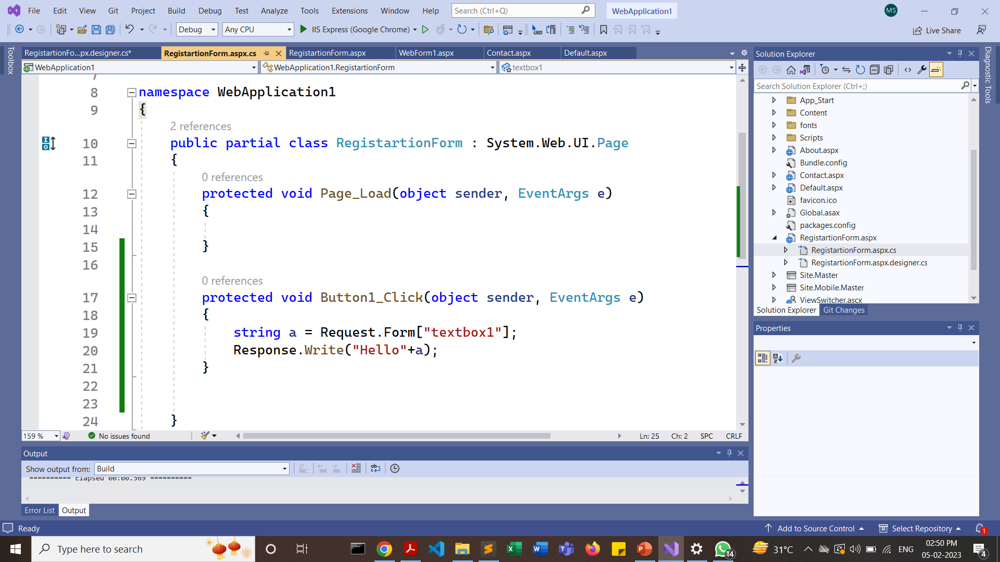 File Edit View Git Project Build Debug Test Analyze Tools Extensions Window Help Search (Ctrl+Q) WebApplication1 MS
Debug Any CPU IIS Express (Google Chrome) Live Share
Toolbox
RegistartionFo...px.designer.cs* RegistartionForm.aspx.cs RegistartionForm.aspx WebForm1.aspx Contact.aspx Default.aspx
WebApplication1 WebApplication1.RegistartionForm textbox1
7
8 namespace WebApplication1
9 {
2 references
10 public partial class RegistartionForm : System.Web.UI.Page
11 {
0 references
12 protected void Page_Load(object sender, EventArgs e)
13 {
14
15 }
16
0 references
17 protected void Button1_Click(object sender, EventArgs e)
18 {
19 string a = Request.Form["textbox1"];
20 Response.Write("Hello"+a);
21 }
22
23
24 }
159 % No issues found Ln: 25 Ch: 2 SPC CRLF
Output
Show output from: Build
========== Elapsed 00:00.569 ==========
Error List Output
Solution Explorer
Search Solution Explorer (Ctrl+;)
App_Start
Content
fonts
Scripts
About.aspx
Bundle.config
Contact.aspx
Default.aspx
favicon.ico
Global.asax
packages.config
RegistartionForm.aspx
RegistartionForm.aspx.cs
RegistartionForm.aspx.designer.cs
Site.Master
Site.Mobile.Master
ViewSwitcher.ascx
Solution Explorer Git Changes
Properties
Diagnostic Tools
Ready Add to Source Control Select Repository 1
Type here to search 14 31°C ENG 02:50 PM
05-02-2023 4